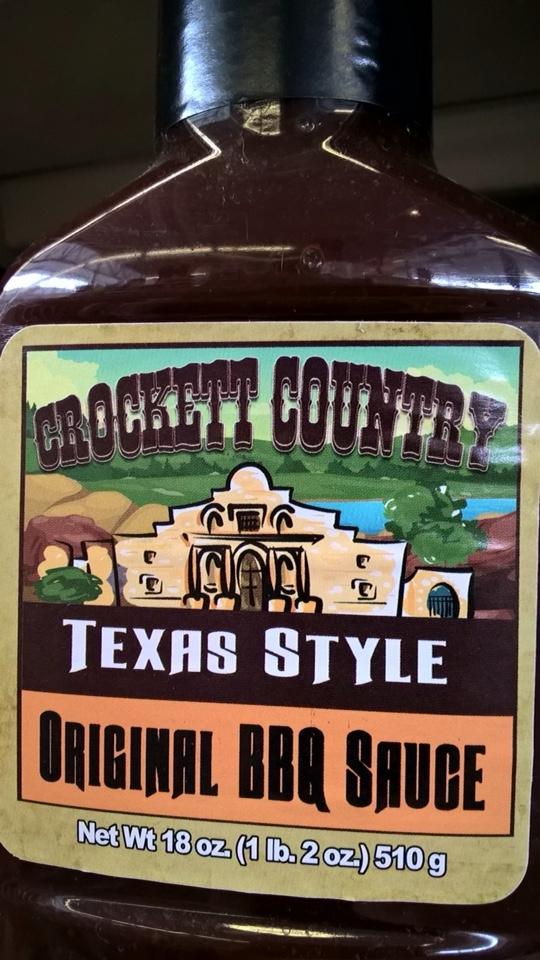 CROCKETT COUNTRY
TEXAS STYLE
ORIGINAL BBQ SAUCE
Net Wt 18 oz. (1 lb. 2 oz.) 510 g